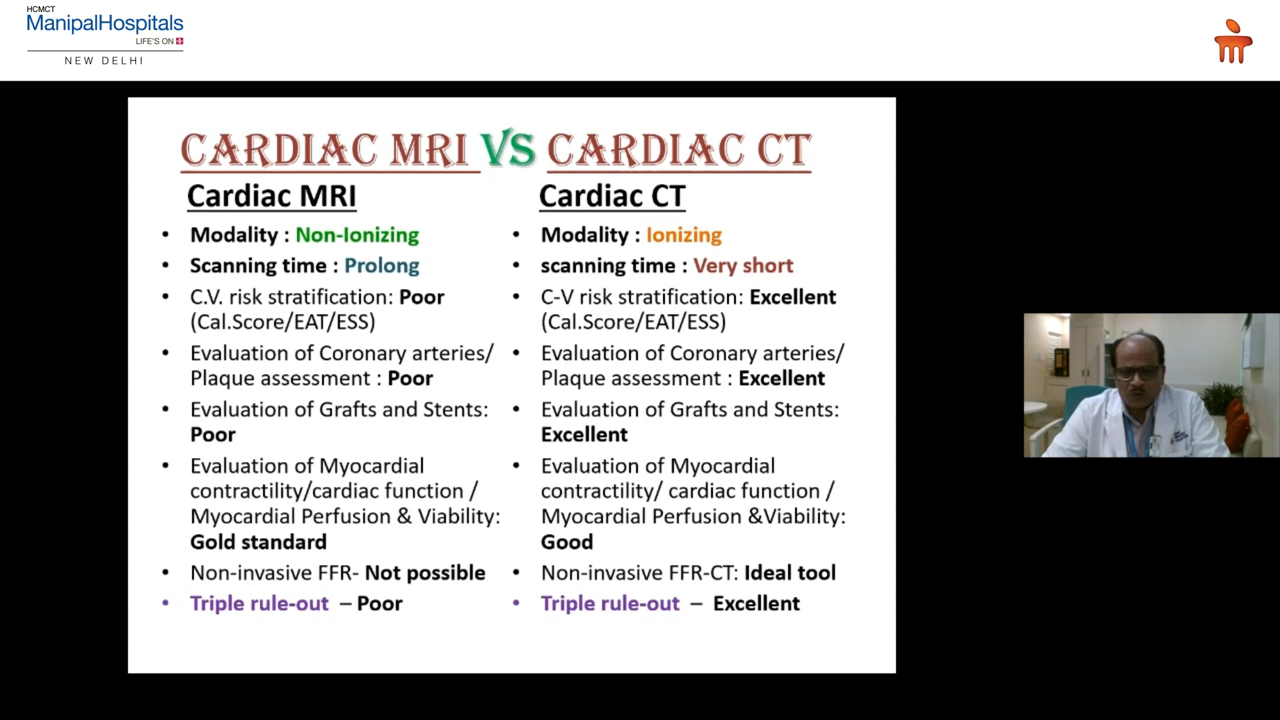 HCMCT
ManipalHospitals
LIFE'S ON
NEW DELHI
CARDIAC MRI VS CARDIAC CT
Cardiac MRI
• Modality : Non-Ionizing
• Scanning time : Prolong
• C.V. risk stratification: Poor
(Cal.Score/EAT/ESS)
• Evaluation of Coronary arteries/
Plaque assessment : Poor
• Evaluation of Grafts and Stents:
Poor
• Evaluation of Myocardial
contractility/cardiac function /
Myocardial Perfusion & Viability:
Gold standard
• Non-invasive FFR- Not possible
• Triple rule-out – Poor
Cardiac CT
• Modality : Ionizing
• scanning time : Very short
• C-V risk stratification: Excellent
(Cal.Score/EAT/ESS)
• Evaluation of Coronary arteries/
Plaque assessment : Excellent
• Evaluation of Grafts and Stents:
Excellent
• Evaluation of Myocardial
contractility/ cardiac function /
Myocardial Perfusion &Viability:
Good
• Non-invasive FFR-CT: Ideal tool
• Triple rule-out – Excellent